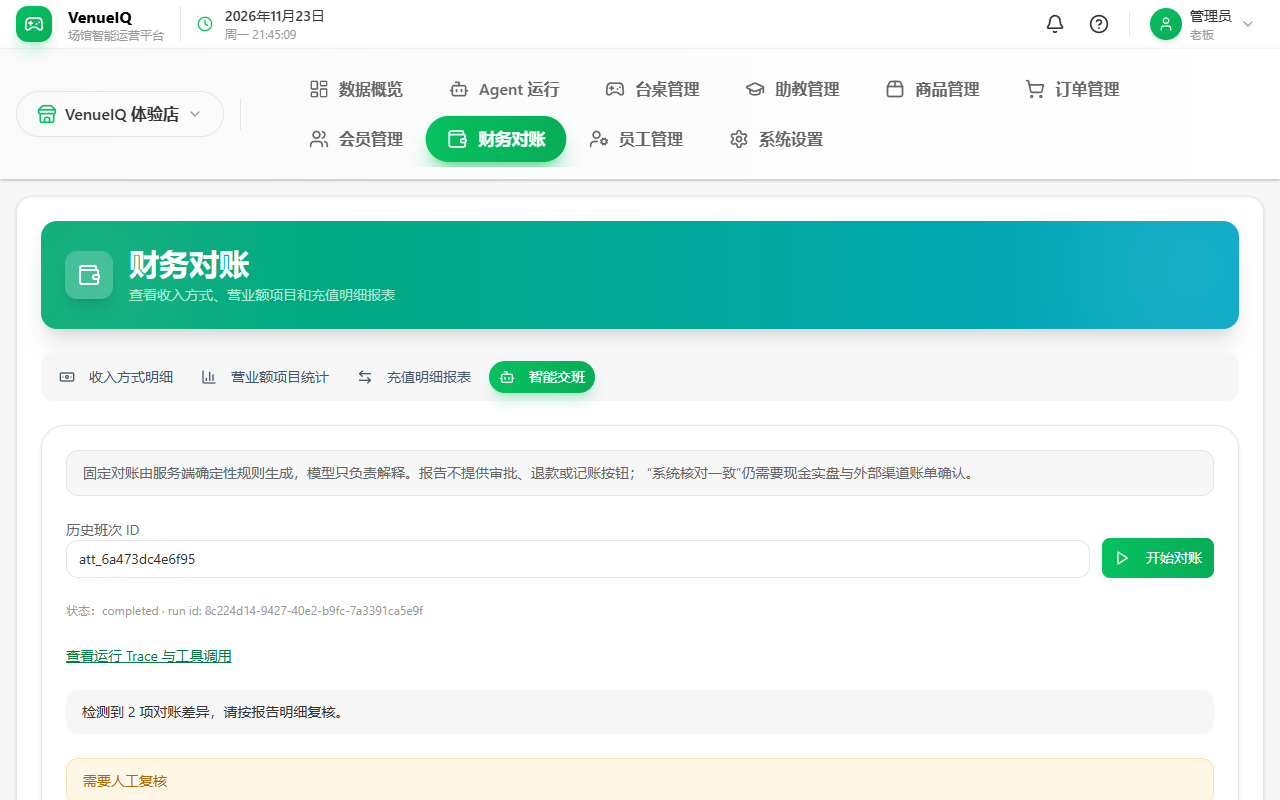 VenueIQ
场馆智能运营平台
2026年11月23日
周一 21:45:09
管理员
老板
VenueIQ 体验店
数据概览
Agent 运行
台桌管理
助教管理
商品管理
订单管理
会员管理
财务对账
员工管理
系统设置
财务对账
查看收入方式、营业额项目和充值明细报表
收入方式明细
营业额项目统计
充值明细报表
智能交班
固定对账由服务端确定性规则生成，模型只负责解释。报告不提供审批、退款或记账按钮；“系统核对一致”仍需要现金实盘与外部渠道账单确认。
历史班次 ID
att_6a473dc4e6f95
开始对账
状态：completed · run id: 8c224d14-9427-40e2-b9fc-7a3391ca5e9f
查看运行 Trace 与工具调用
检测到 2 项对账差异，请按报告明细复核。
需要人工复核